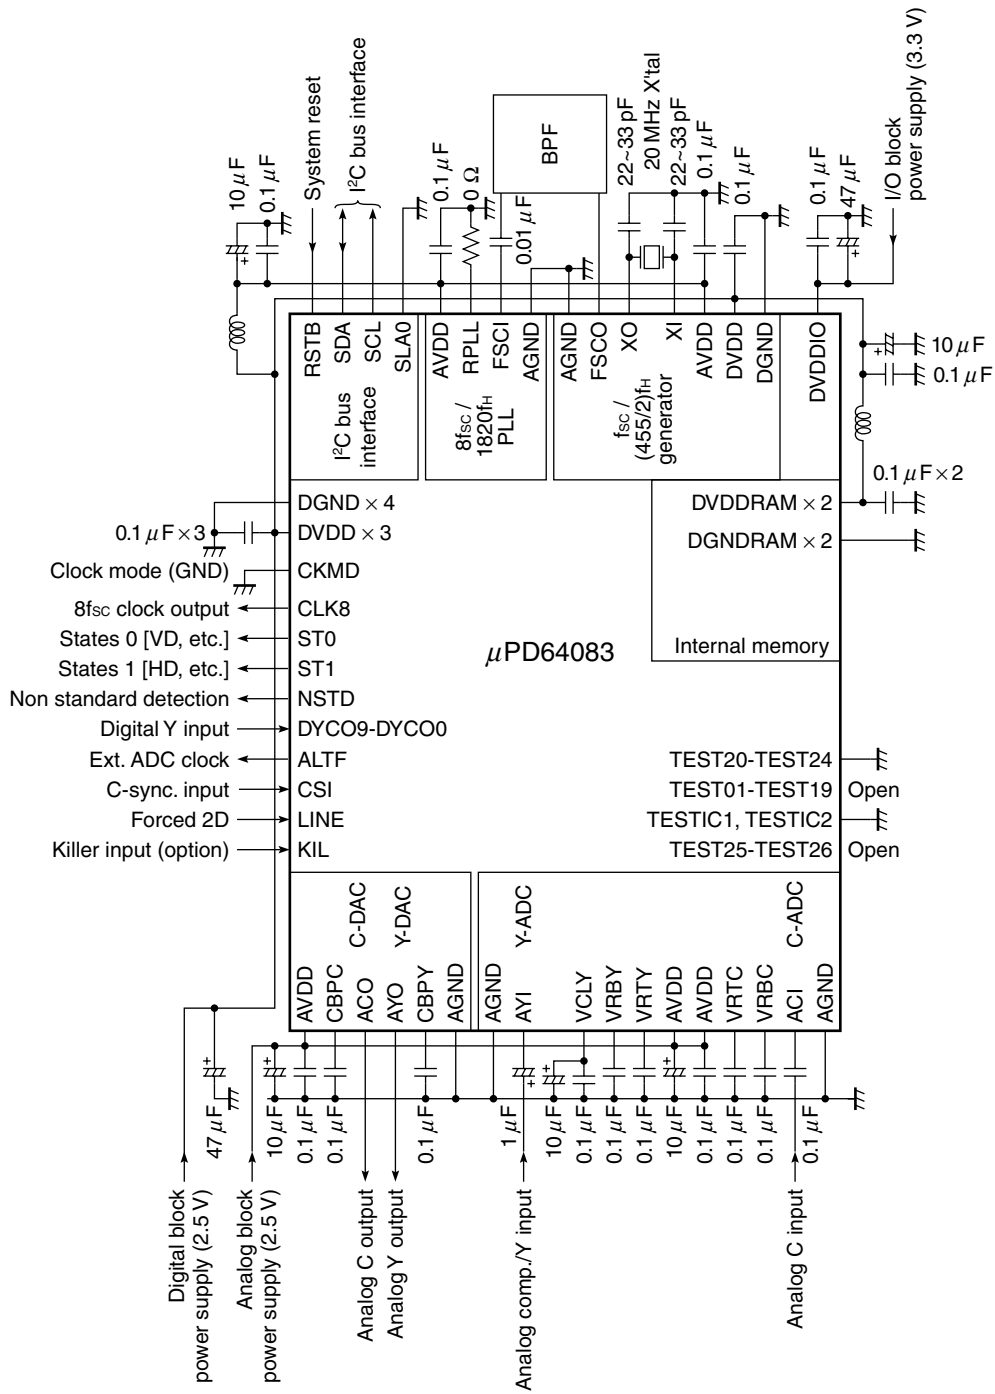 10 µF
0.1 µF
System reset
I²C bus interface
0.1 µF
0 Ω
0.01 µF
BPF
22~33 pF
20 MHz X'tal
22~33 pF
0.1 µF
0.1 µF
0.1 µF
47 µF
I/O block
power supply (3.3 V)
+
+
RSTB
SDA
SCL
SLA0
I²C bus
interface
AVDD
RPLL
FSCI
AGND
8fSC /
1820fH
PLL
AGND
FSCO
XO
XI
AVDD
DVDD
DGND
fSC /
(455/2)fH
generator
DVDDIO
+
10 µF
0.1 µF
0.1 µF×2
DGND × 4
DVDD × 3
0.1 µF×3
Clock mode (GND)
CKMD
8fSC clock output
CLK8
States 0 [VD, etc.]
ST0
States 1 [HD, etc.]
ST1
Non standard detection
NSTD
Digital Y input
DYCO9-DYCO0
Ext. ADC clock
ALTF
C-sync. input
CSI
Forced 2D
LINE
Killer input (option)
KIL
µPD64083
DVDDRAM × 2
DGNDRAM × 2
Internal memory
TEST20-TEST24
TEST01-TEST19
Open
TESTIC1, TESTIC2
TEST25-TEST26
Open
AVDD
CBPC
ACO
C-DAC
AYO
Y-DAC
CBPY
AGND
AGND
AYI
Y-ADC
VCLY
VRBY
VRTY
AVDD
AVDD
VRTC
VRBC
ACI
C-ADC
AGND
+
+
+
+
+
47 µF
10 µF
0.1 µF
0.1 µF
0.1 µF
1 µF
10 µF
0.1 µF
0.1 µF
0.1 µF
10 µF
0.1 µF
0.1 µF
0.1 µF
0.1 µF
Digital block
power supply (2.5 V)
Analog block
power supply (2.5 V)
Analog C output
Analog Y output
Analog comp./Y input
Analog C input